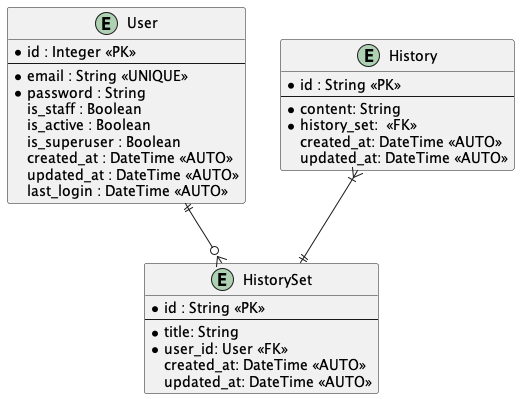 E User
* id : Integer «PK»
* email : String «UNIQUE»
* password : String
is_staff : Boolean
is_active : Boolean
is_superuser : Boolean
created_at : DateTime «AUTO»
updated_at : DateTime «AUTO»
last_login : DateTime «AUTO»
E History
* id : String «PK»
* content: String
* history_set: «FK»
created_at: DateTime «AUTO»
updated_at: DateTime «AUTO»
E HistorySet
* id : String «PK»
* title: String
* user_id: User «FK»
created_at: DateTime «AUTO»
updated_at: DateTime «AUTO»